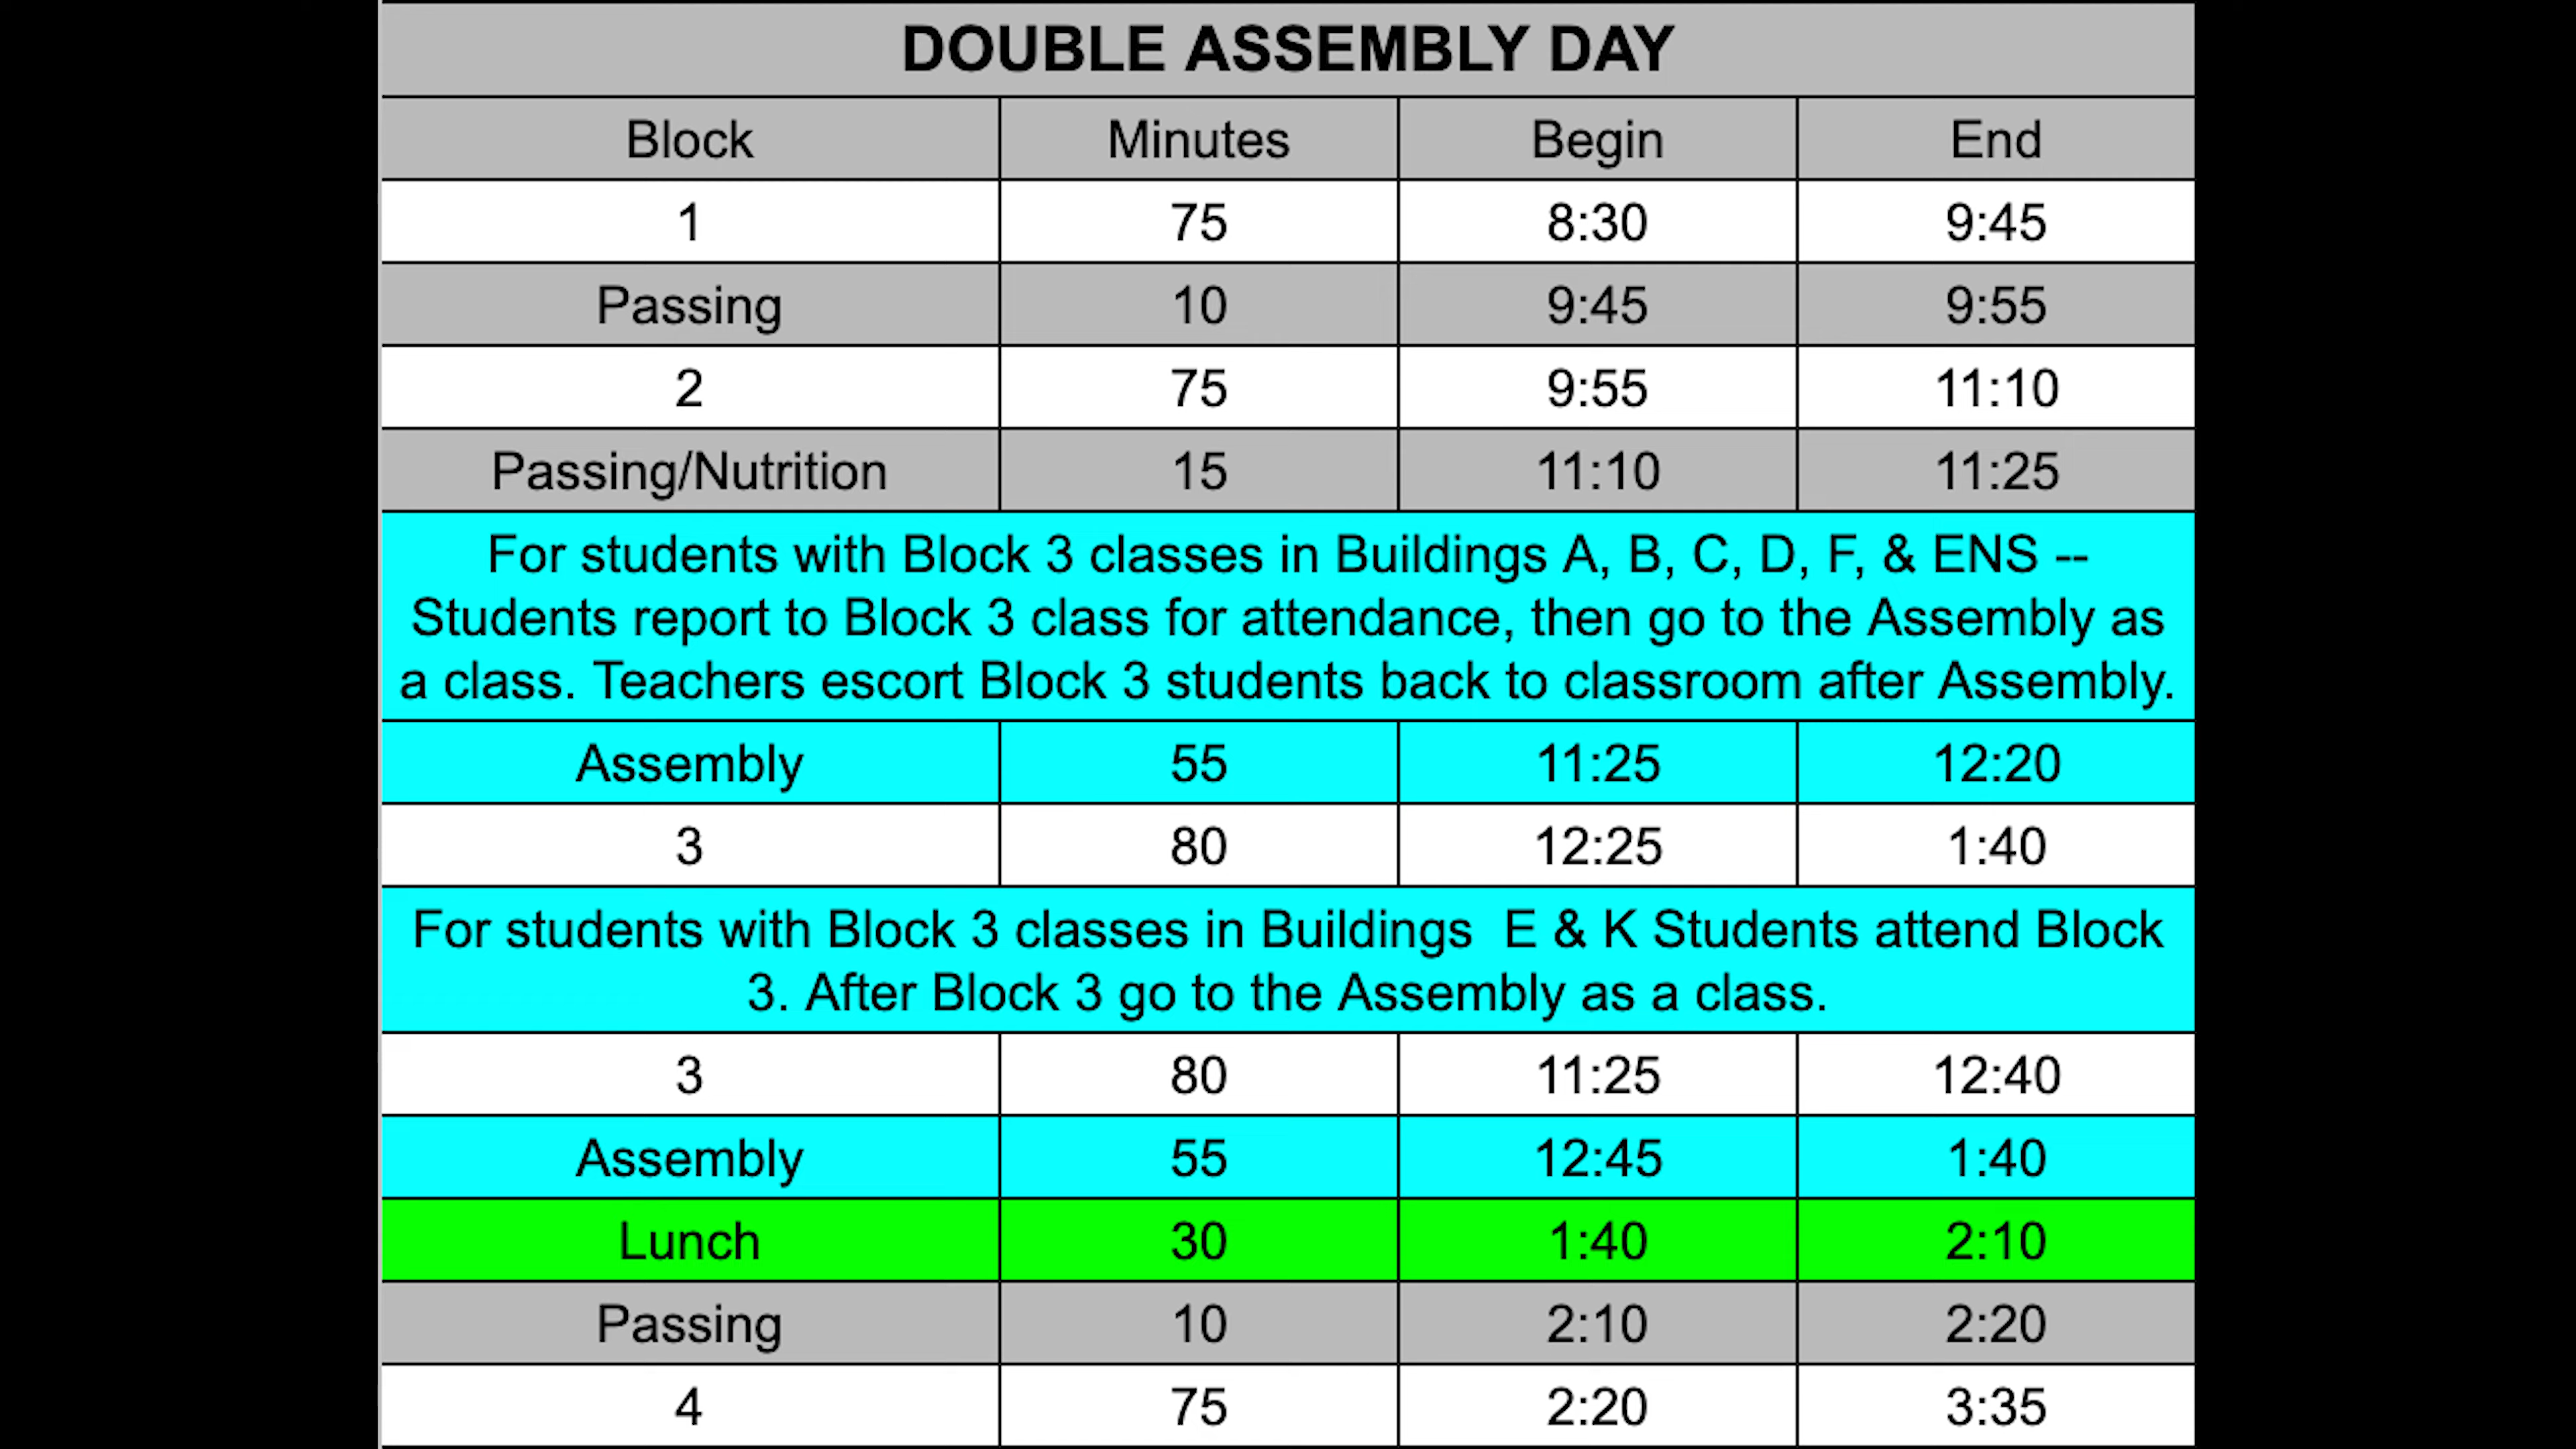 DOUBLE ASSEMBLY DAY
Block Minutes Begin End
1 75 8:30 9:45
Passing 10 9:45 9:55
2 75 9:55 11:10
Passing/Nutrition 15 11:10 11:25
For students with Block 3 classes in Buildings A, B, C, D, F, & ENS --
Students report to Block 3 class for attendance, then go to the Assembly as
a class. Teachers escort Block 3 students back to classroom after Assembly.
Assembly 55 11:25 12:20
3 80 12:25 1:40
For students with Block 3 classes in Buildings E & K Students attend Block
3. After Block 3 go to the Assembly as a class.
3 80 11:25 12:40
Assembly 55 12:45 1:40
Lunch 30 1:40 2:10
Passing 10 2:10 2:20
4 75 2:20 3:35